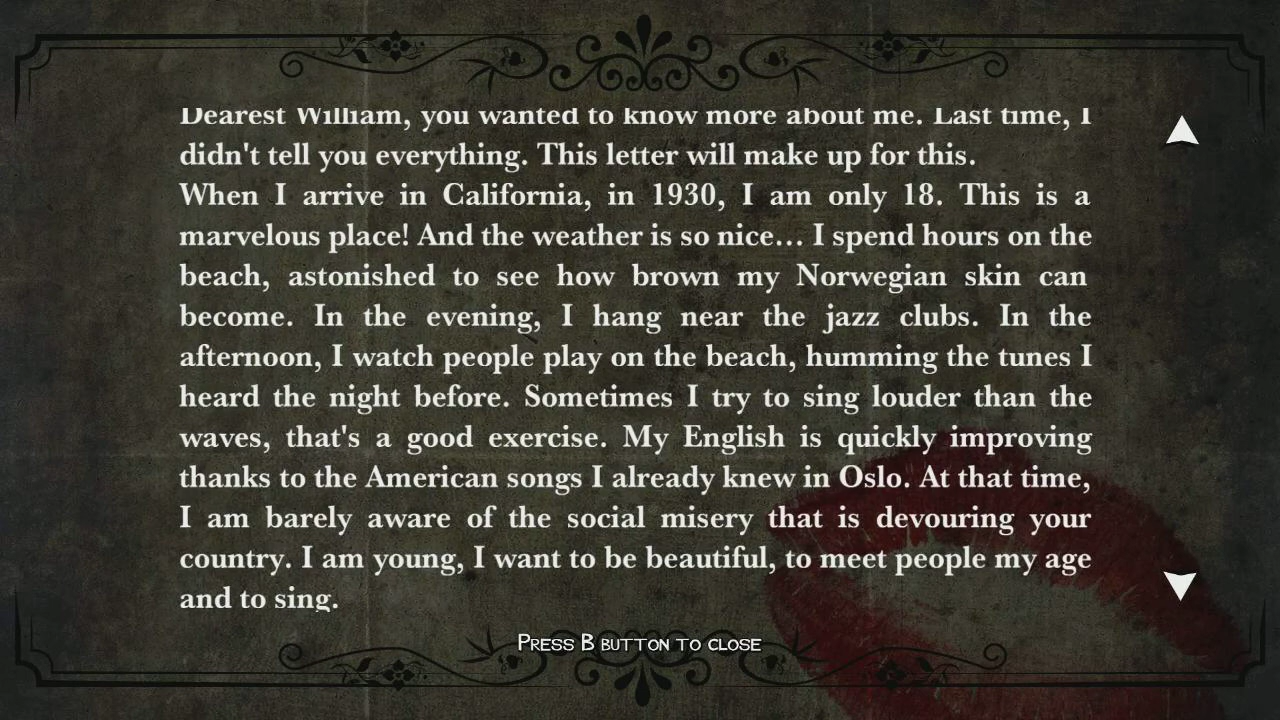 Dearest William, you wanted to know more about me. Last time, I
didn't tell you everything. This letter will make up for this.
When I arrive in California, in 1930, I am only 18. This is a
marvelous place! And the weather is so nice... I spend hours on the
beach, astonished to see how brown my Norwegian skin can
become. In the evening, I hang near the jazz clubs. In the
afternoon, I watch people play on the beach, humming the tunes I
heard the night before. Sometimes I try to sing louder than the
waves, that's a good exercise. My English is quickly improving
thanks to the American songs I already knew in Oslo. At that time,
I am barely aware of the social misery that is devouring your
country. I am young, I want to be beautiful, to meet people my age
and to sing.
Press B button to close